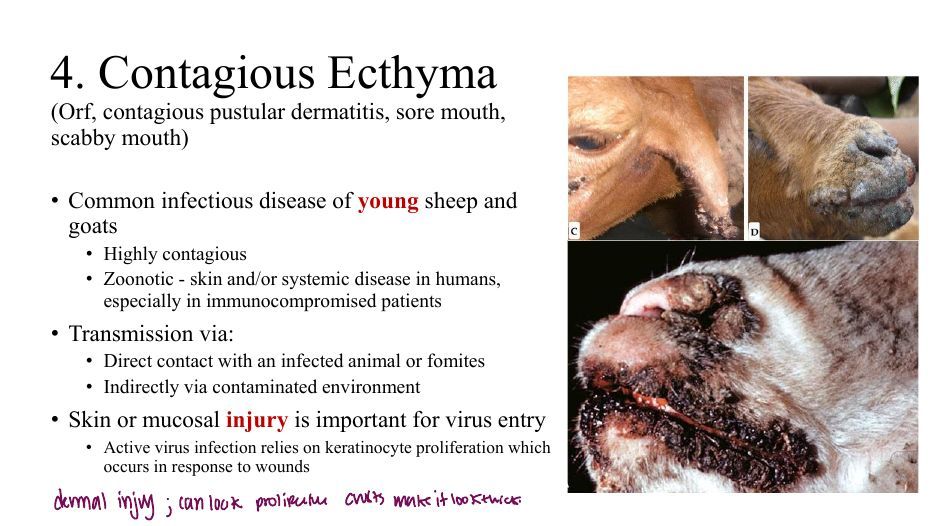 4. Contagious Ecthyma
(Orf, contagious pustular dermatitis, sore mouth,
scabby mouth)
• Common infectious disease of young sheep and
goats
• Highly contagious
• Zoonotic - skin and/or systemic disease in humans,
especially in immunocompromised patients
• Transmission via:
• Direct contact with an infected animal or fomites
• Indirectly via contaminated environment
• Skin or mucosal injury is important for virus entry
• Active virus infection relies on keratinocyte proliferation which
occurs in response to wounds
C
D
dermal injury ; can look make it look thick